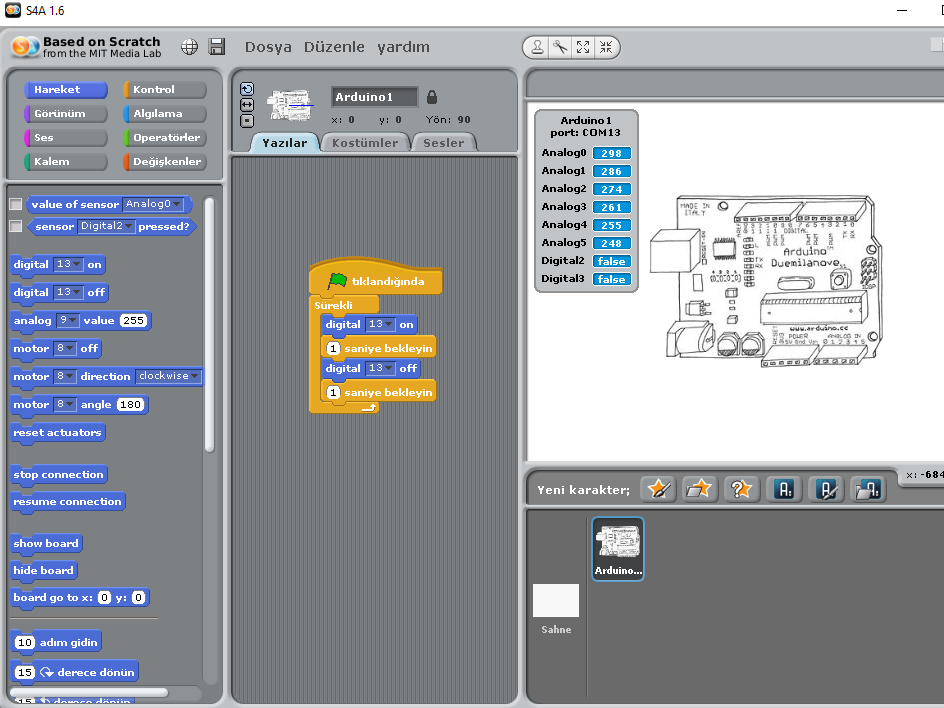 S4A 1.6
Based on Scratch
from the MIT Media Lab
Dosya Düzenle yardım
Hareket Kontrol
Görünüm Algılama
Ses Operatörler
Kalem Değişkenler
value of sensor Analog0
sensor Digital2 pressed?
digital 13 on
digital 13 off
analog 9 value 255
motor 8 off
motor 8 direction clockwise
motor 8 angle 180
reset actuators
stop connection
resume connection
show board
hide board
board go to x: 0 y: 0
10 adım gidin
15 derece dönün
15 derece dönün
Arduino1
x: 0 y: 0 Yön: 90
Yazılar Kostümler Sesler
tıklandığında
Sürekli
digital 13 on
1 saniye bekleyin
digital 13 off
1 saniye bekleyin
Arduino1
port: COM13
Analog0 298
Analog1 286
Analog2 274
Analog3 261
Analog4 255
Analog5 248
Digital2 false
Digital3 false
MADE IN
ITALY
DIGITAL
Arduino
Duemilanove
www.arduino.cc
POWER ANALOG IN
x: -684
Yeni karakter;
Arduino...
Sahne